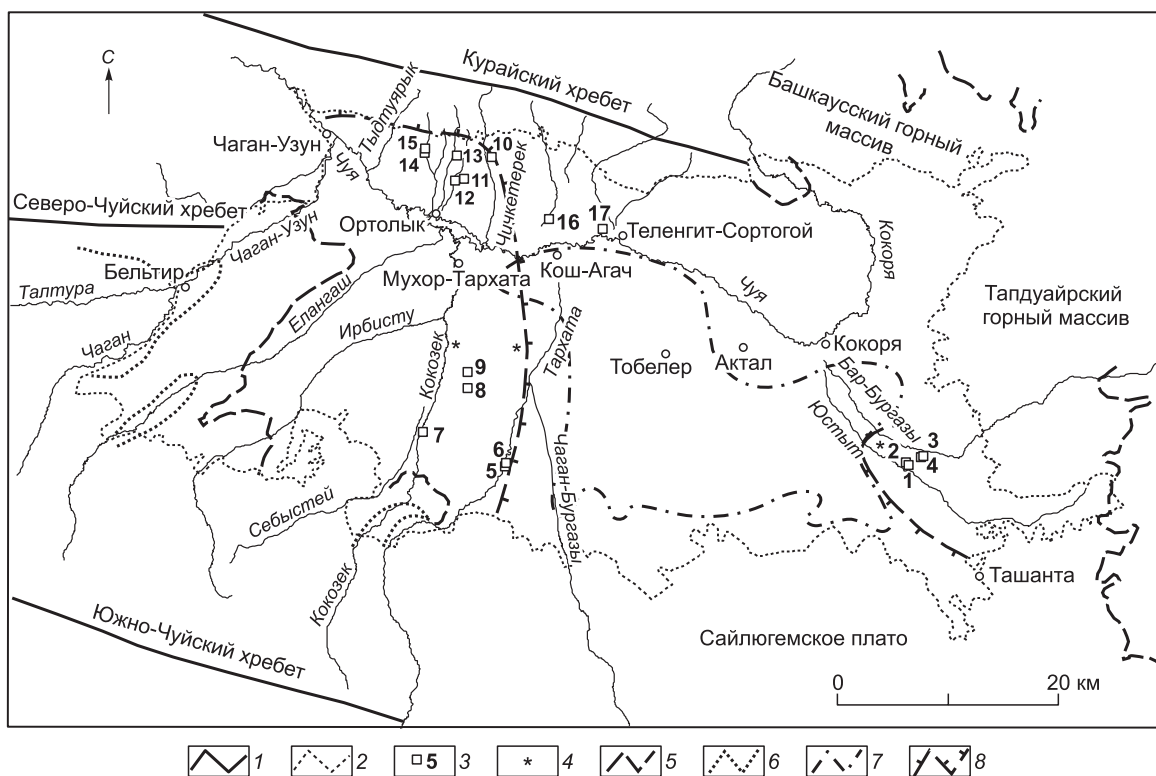 С
Курайский хребет
Башкаусский горный
массив
Тыдтуярык
Чаган-Узун
Чуя
15
14
13
10
11
12
Чичкетерек
Северо-Чуйский хребет
Чаган-Узун
Ортолык
16
17
Теленгит-Сортогой
Кокоря
Бельтир
Мухор-Тархата
Кош-Агач
Чуя
Тапдуайрский
горный массив
Талтура
Елангаш
Ирбисту
Чаган
Кокозек
9
8
Тархата
Тобелер
Актал
Кокоря
Бар-Бургазы
7
6
5
Чаган-Бургазы
Юстыт
2
3
4
1
Себыстей
Кокозек
Ташанта
Южно-Чуйский хребет
Сайлюгемское плато
0
20 км
1
2
5
3
4
5
6
7
8